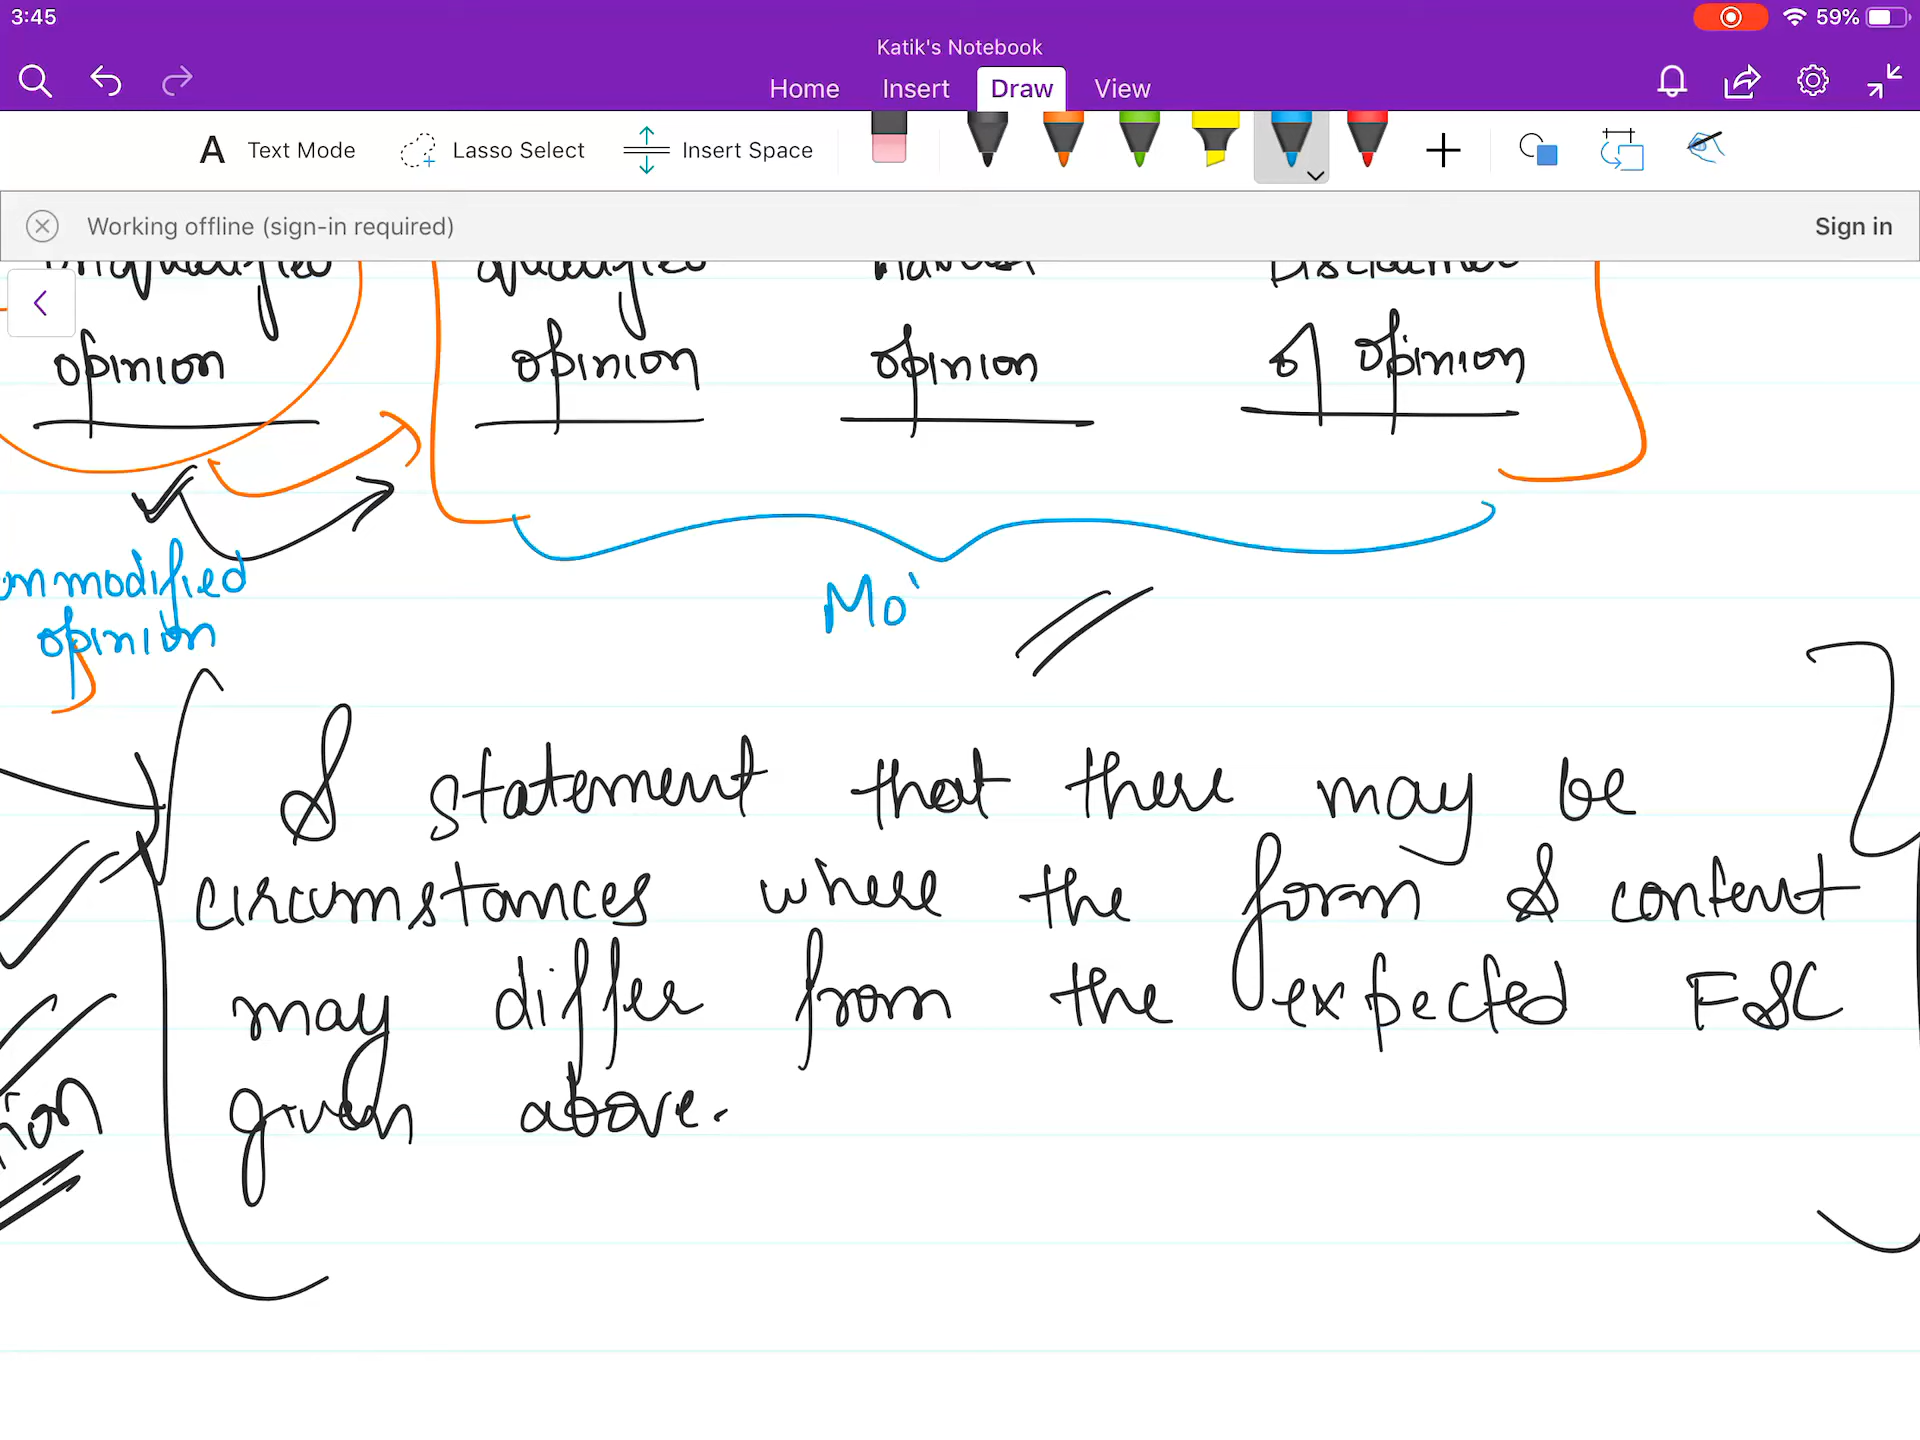 3:45
59%
Katik's Notebook
Home Insert Draw View
A Text Mode Lasso Select Insert Space
Working offline (sign-in required) Sign in
qualified
opinion opinion opinion of opinion
modified
opinion
Mo
& statement that there may be
circumstances where the form & content
may differ from the expected F&C
given above.